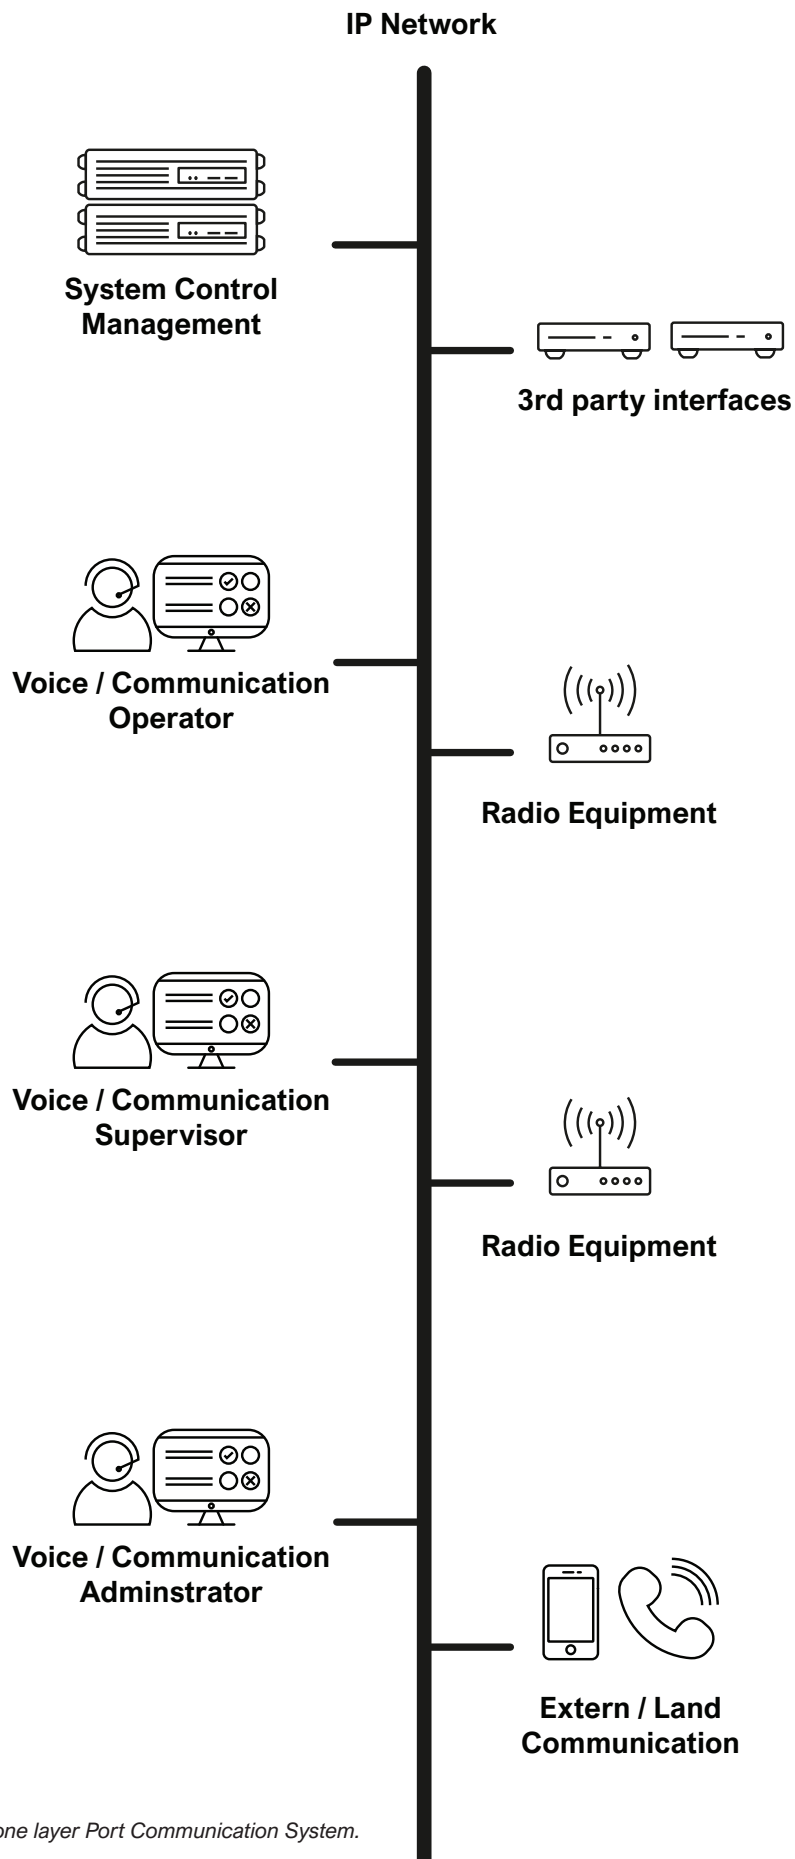 IP Network
System Control
Management
3rd party interfaces
Voice / Communication
Operator
Radio Equipment
Voice / Communication
Supervisor
Radio Equipment
Voice / Communication
Adminstrator
Extern / Land
Communication
one layer Port Communication System.